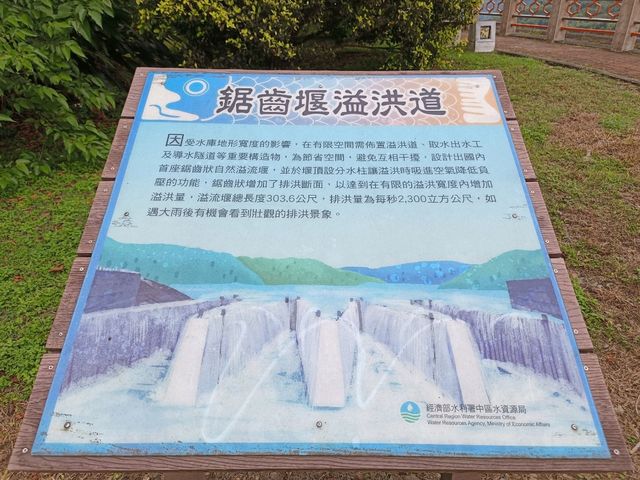 鋸齒堰溢洪道
因受水庫地形寬度的影響，在有限空間需佈置溢洪道、取水出水工
及導水隧道等重要構造物，為節省空間，避免互相干擾，設計出國內
首座鋸齒狀自然溢流堰，並於堰頂設分水柱讓溢洪時吸進空氣降低負
壓的功能，鋸齒狀增加了排洪斷面，以達到在有限的溢洪寬度內增加
溢洪量，溢流堰總長度303.6公尺，排洪量為每秒2,300立方公尺，如
遇大雨後有機會看到壯觀的排洪景象。
經濟部水利署中區水資源局
Central Region Water Resources Office
Water Resources Agency, Ministry of Economic Affairs